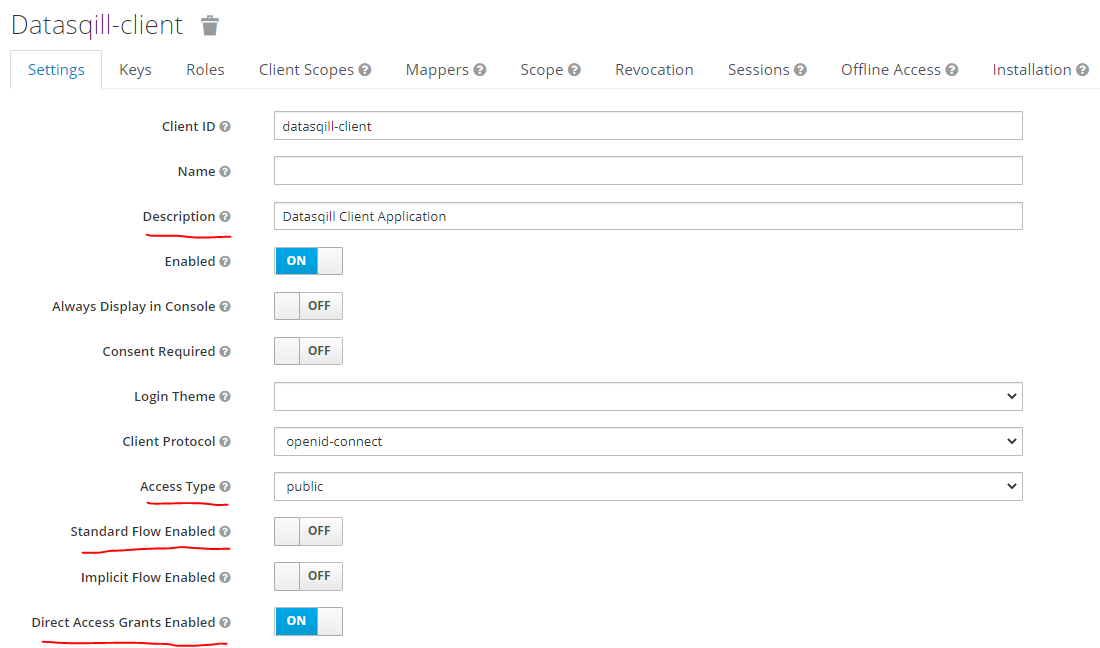 Datasqill-client
Settings Keys Roles Client Scopes Mappers Scope Revocation Sessions Offline Access Installation
Client ID datasqill-client
Name
Description Datasqill Client Application
Enabled ON
Always Display in Console OFF
Consent Required OFF
Login Theme
Client Protocol openid-connect
Access Type public
Standard Flow Enabled OFF
Implicit Flow Enabled OFF
Direct Access Grants Enabled ON